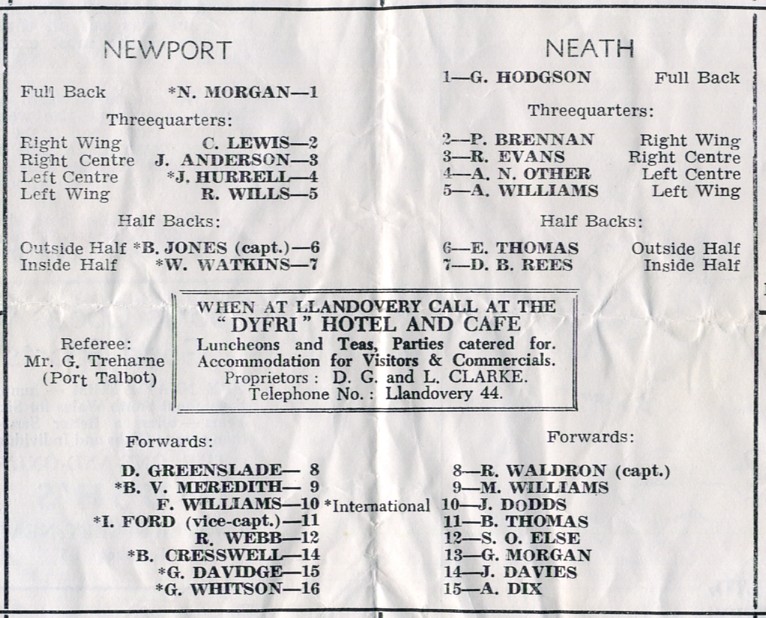 NEWPORT
Full Back *N. MORGAN—1
Threequarters:
Right Wing C. LEWIS—2
Right Centre J. ANDERSON—3
Left Centre *J. HURRELL—4
Left Wing R. WILLS—5
Half Backs:
Outside Half *B. JONES (capt.)—6
Inside Half *W. WATKINS—7
NEATH
1—G. HODGSON Full Back
Threequarters:
2—P. BRENNAN Right Wing
3—R. EVANS Right Centre
4—A. N. OTHER Left Centre
5—A. WILLIAMS Left Wing
Half Backs:
6—E. THOMAS Outside Half
7—D. B. REES Inside Half
Referee:
Mr. G. Treharne
(Port Talbot)
WHEN AT LLANDOVERY CALL AT THE
"DYFRI" HOTEL AND CAFE
Luncheons and Teas, Parties catered for.
Accommodation for Visitors & Commercials.
Proprietors : D. G. and L. CLARKE.
Telephone No. : Llandovery 44.
Forwards:
D. GREENSLADE— 8
*B. V. MEREDITH— 9
F. WILLIAMS—10
*I. FORD (vice-capt.)—11
R. WEBB—12
*B. CRESSWELL—14
*G. DAVIDGE—15
*G. WHITSON—16
*International
Forwards:
8—R. WALDRON (capt.)
9—M. WILLIAMS
10—J. DODDS
11—B. THOMAS
12—S. O. ELSE
13—G. MORGAN
14—J. DAVIES
15—A. DIX